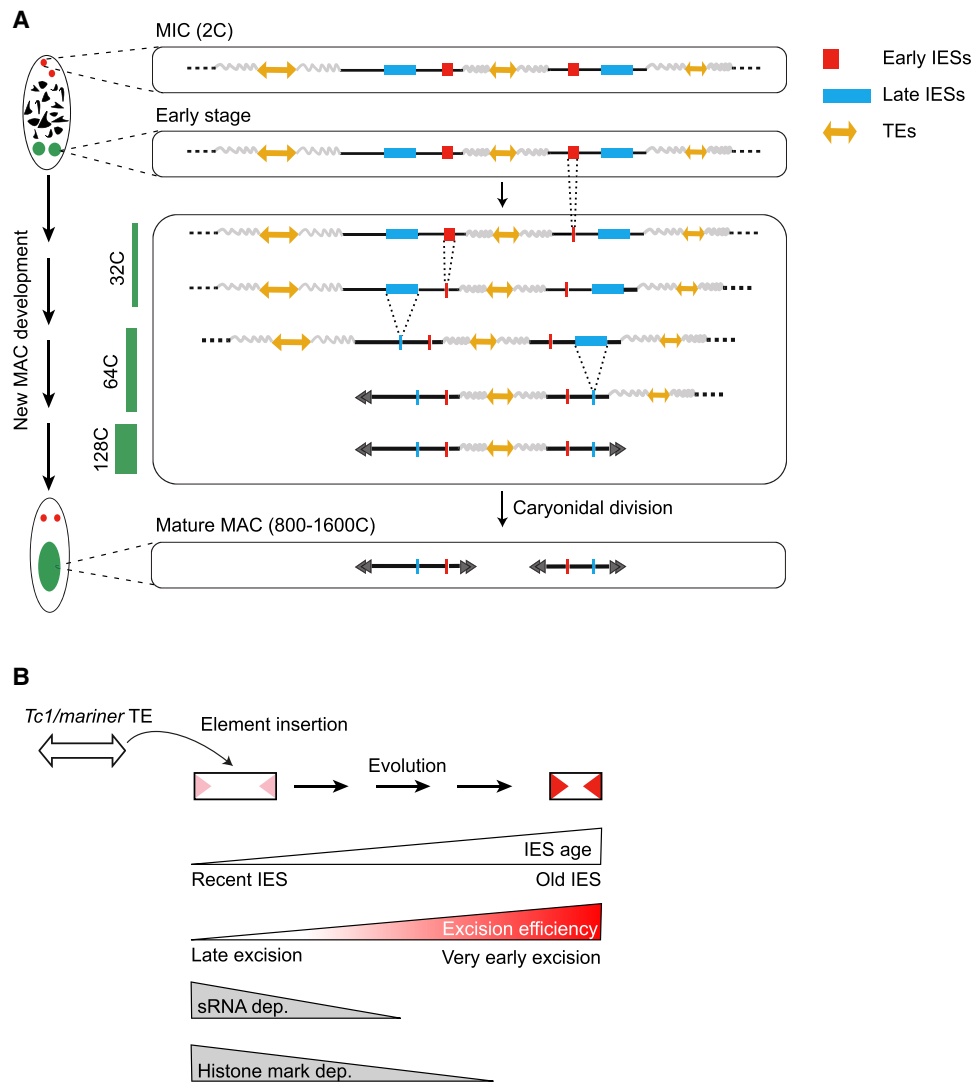 A
MIC (2C)
Early IESs
Late IESs
TEs
Early stage
New MAC development
32C
64C
128C
Caryonidal division
Mature MAC (800-1600C)
B
Tc1/mariner TE
Element insertion
Evolution
IES age
Recent IES
Old IES
Excision efficiency
Late excision
Very early excision
sRNA dep.
Histone mark dep.